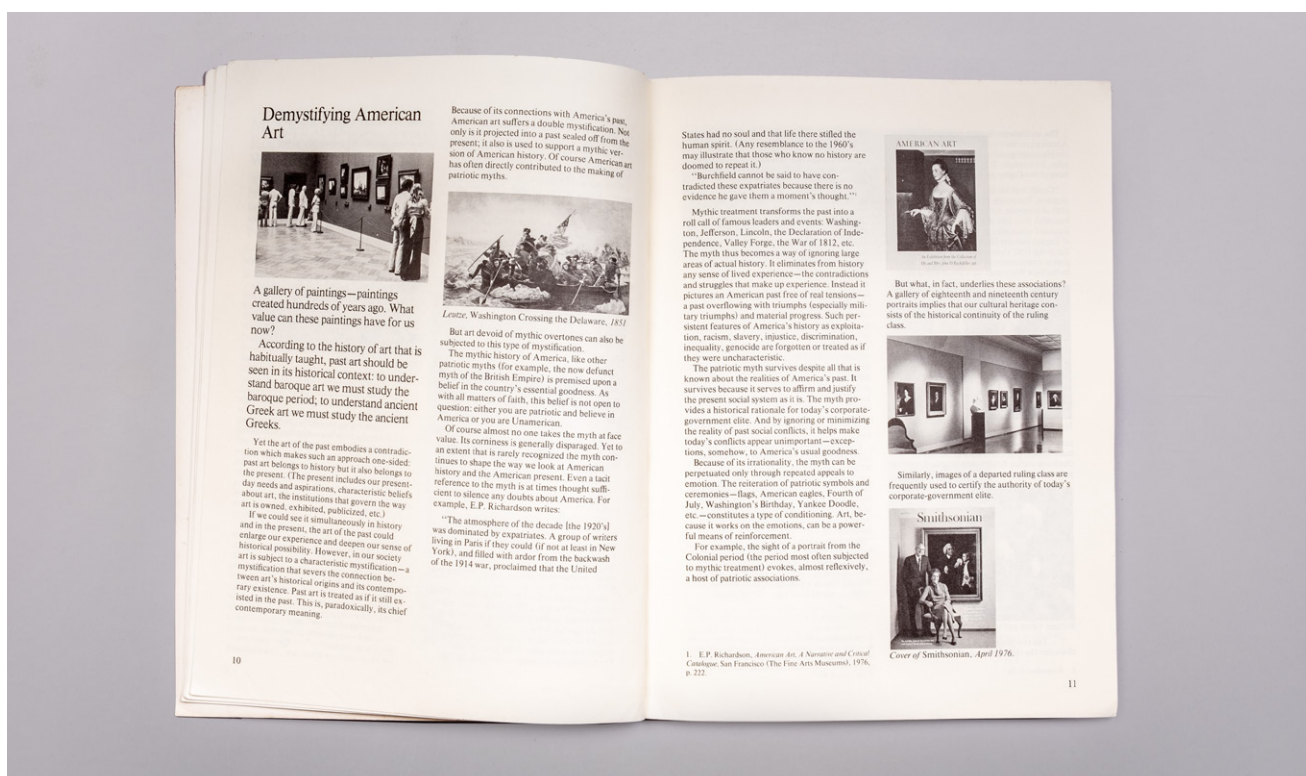 Demystifying American
Art
A gallery of paintings—paintings
created hundreds of years ago. What
value can these paintings have for us
now?
According to the history of art that is
habitually taught, past art should be
seen in its historical context: to under-
stand baroque art we must study the
baroque period; to understand ancient
Greek art we must study the ancient
Greeks.
Yet the art of the past embodies a contradic-
tion which makes such an approach one-sided:
past art belongs to history but it also belongs to
the present. (The present includes our present-
day needs and aspirations, characteristic beliefs
about art, the institutions that govern the way
art is owned, exhibited, publicized, etc.)
If we could see it simultaneously in history
and in the present, the art of the past could
enlarge our experience and deepen our sense of
historical possibility. However, in our society
art is subject to a characteristic mystification—a
mystification that severs the connection be-
tween art's historical origins and its contempo-
rary existence. Past art is treated as if it still ex-
isted in the past. This is, paradoxically, its chief
contemporary meaning.
10
Because of its connections with America's past,
American art suffers a double mystification. Not
only is it projected into a past sealed off from the
present; it also is used to support a mythic ver-
sion of American history. Of course American art
has often directly contributed to the making of
patriotic myths.
Leutze, Washington Crossing the Delaware, 1851
But art devoid of mythic overtones can also be
subjected to this type of mystification.
The mythic history of America, like other
patriotic myths (for example, the now defunct
myth of the British Empire) is premised upon a
belief in the country's essential goodness. As
with all matters of faith, this belief is not open to
question: either you are patriotic and believe in
America or you are Unamerican.
Of course almost no one takes the myth at face
value. Its corniness is generally disparaged. Yet to
an extent that is rarely recognized the myth con-
tinues to shape the way we look at American
history and the American present. Even a tacit
reference to the myth is at times thought suffi-
cient to silence any doubts about America. For
example, E.P. Richardson writes:
"The atmosphere of the decade [the 1920's]
was dominated by expatriates. A group of writers
living in Paris if they could (if not at least in New
York), and filled with ardor from the backwash
of the 1914 war, proclaimed that the United
States had no soul and that life there stifled the
human spirit. (Any resemblance to the 1960's
may illustrate that those who know no history are
doomed to repeat it.)
"Burchfield cannot be said to have con-
tradicted these expatriates because there is no
evidence he gave them a moment's thought."1
Mythic treatment transforms the past into a
roll call of famous leaders and events: Washing-
ton, Jefferson, Lincoln, the Declaration of Inde-
pendence, Valley Forge, the War of 1812, etc.
The myth thus becomes a way of ignoring large
areas of actual history. It eliminates from history
any sense of lived experience—the contradictions
and struggles that make up experience. Instead it
pictures an American past free of real tensions—
a past overflowing with triumphs (especially mili-
tary triumphs) and material progress. Such per-
sistent features of America's history as exploita-
tion, racism, slavery, injustice, discrimination,
inequality, genocide are forgotten or treated as if
they were uncharacteristic.
The patriotic myth survives despite all that is
known about the realities of America's past. It
survives because it serves to affirm and justify
the present social system as it is. The myth pro-
vides a historical rationale for today's corporate-
government elite. And by ignoring or minimizing
the reality of past social conflicts, it helps make
today's conflicts appear unimportant—excep-
tions, somehow, to America's usual goodness.
Because of its irrationality, the myth can be
perpetuated only through repeated appeals to
emotion. The reiteration of patriotic symbols and
ceremonies—flags, American eagles, Fourth of
July, Washington's Birthday, Yankee Doodle,
etc.—constitutes a type of conditioning. Art, be-
cause it works on the emotions, can be a power-
ful means of reinforcement.
For example, the sight of a portrait from the
Colonial period (the period most often subjected
to mythic treatment) evokes, almost reflexively,
a host of patriotic associations.
1. E.P. Richardson, American Art, A Narrative and Critical
Catalogue, San Francisco (The Fine Arts Museums), 1976,
p. 222.
AMERICAN ART
But what, in fact, underlies these associations?
A gallery of eighteenth and nineteenth century
portraits implies that our cultural heritage con-
sists of the historical continuity of the ruling
class.
Similarly, images of a departed ruling class are
frequently used to certify the authority of today's
corporate-government elite.
Smithsonian
Cover of Smithsonian, April 1976.
11